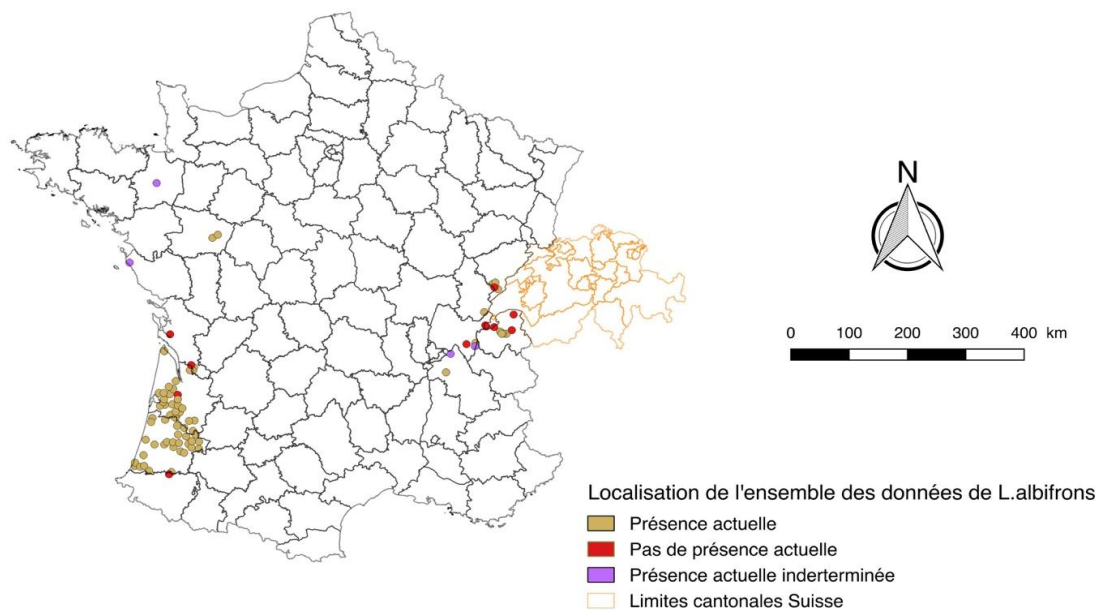 N
0 100 200 300 400 km
Localisation de l'ensemble des données de L.albifrons
Présence actuelle
Pas de présence actuelle
Présence actuelle inderterminée
Limites cantonales Suisse